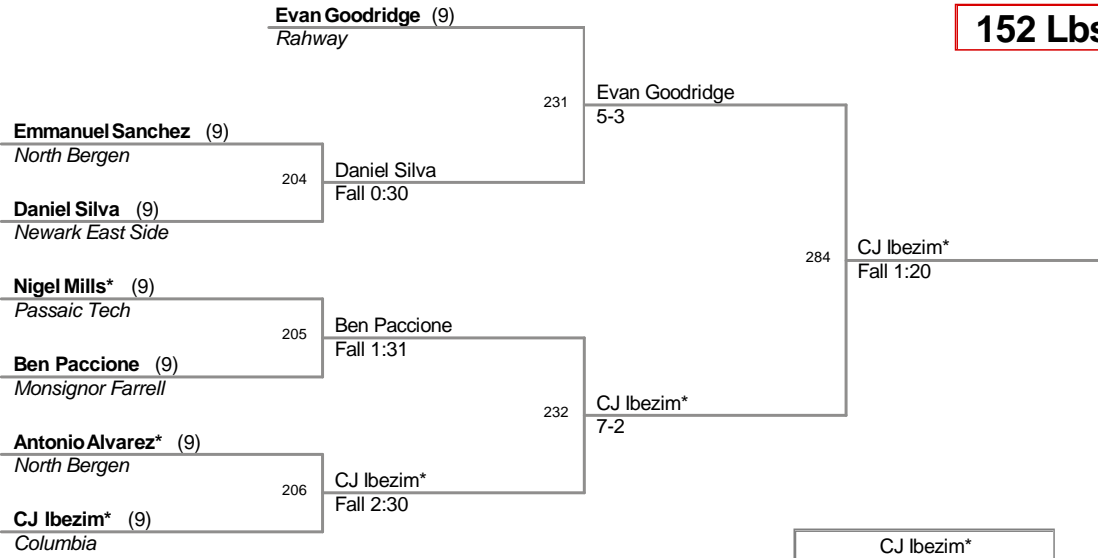 Evan Goodridge (9)
Rahway
152 Lbs
231
Evan Goodridge
5-3
Emmanuel Sanchez (9)
North Bergen
204
Daniel Silva
Fall 0:30
Daniel Silva (9)
Newark East Side
284
CJ Ibezim*
Fall 1:20
Nigel Mills* (9)
Passaic Tech
205
Ben Paccione
Fall 1:31
Ben Paccione (9)
Monsignor Farrell
232
CJ Ibezim*
7-2
Antonio Alvarez* (9)
North Bergen
206
CJ Ibezim*
Fall 2:30
CJ Ibezim* (9)
Columbia
CJ Ibezim*